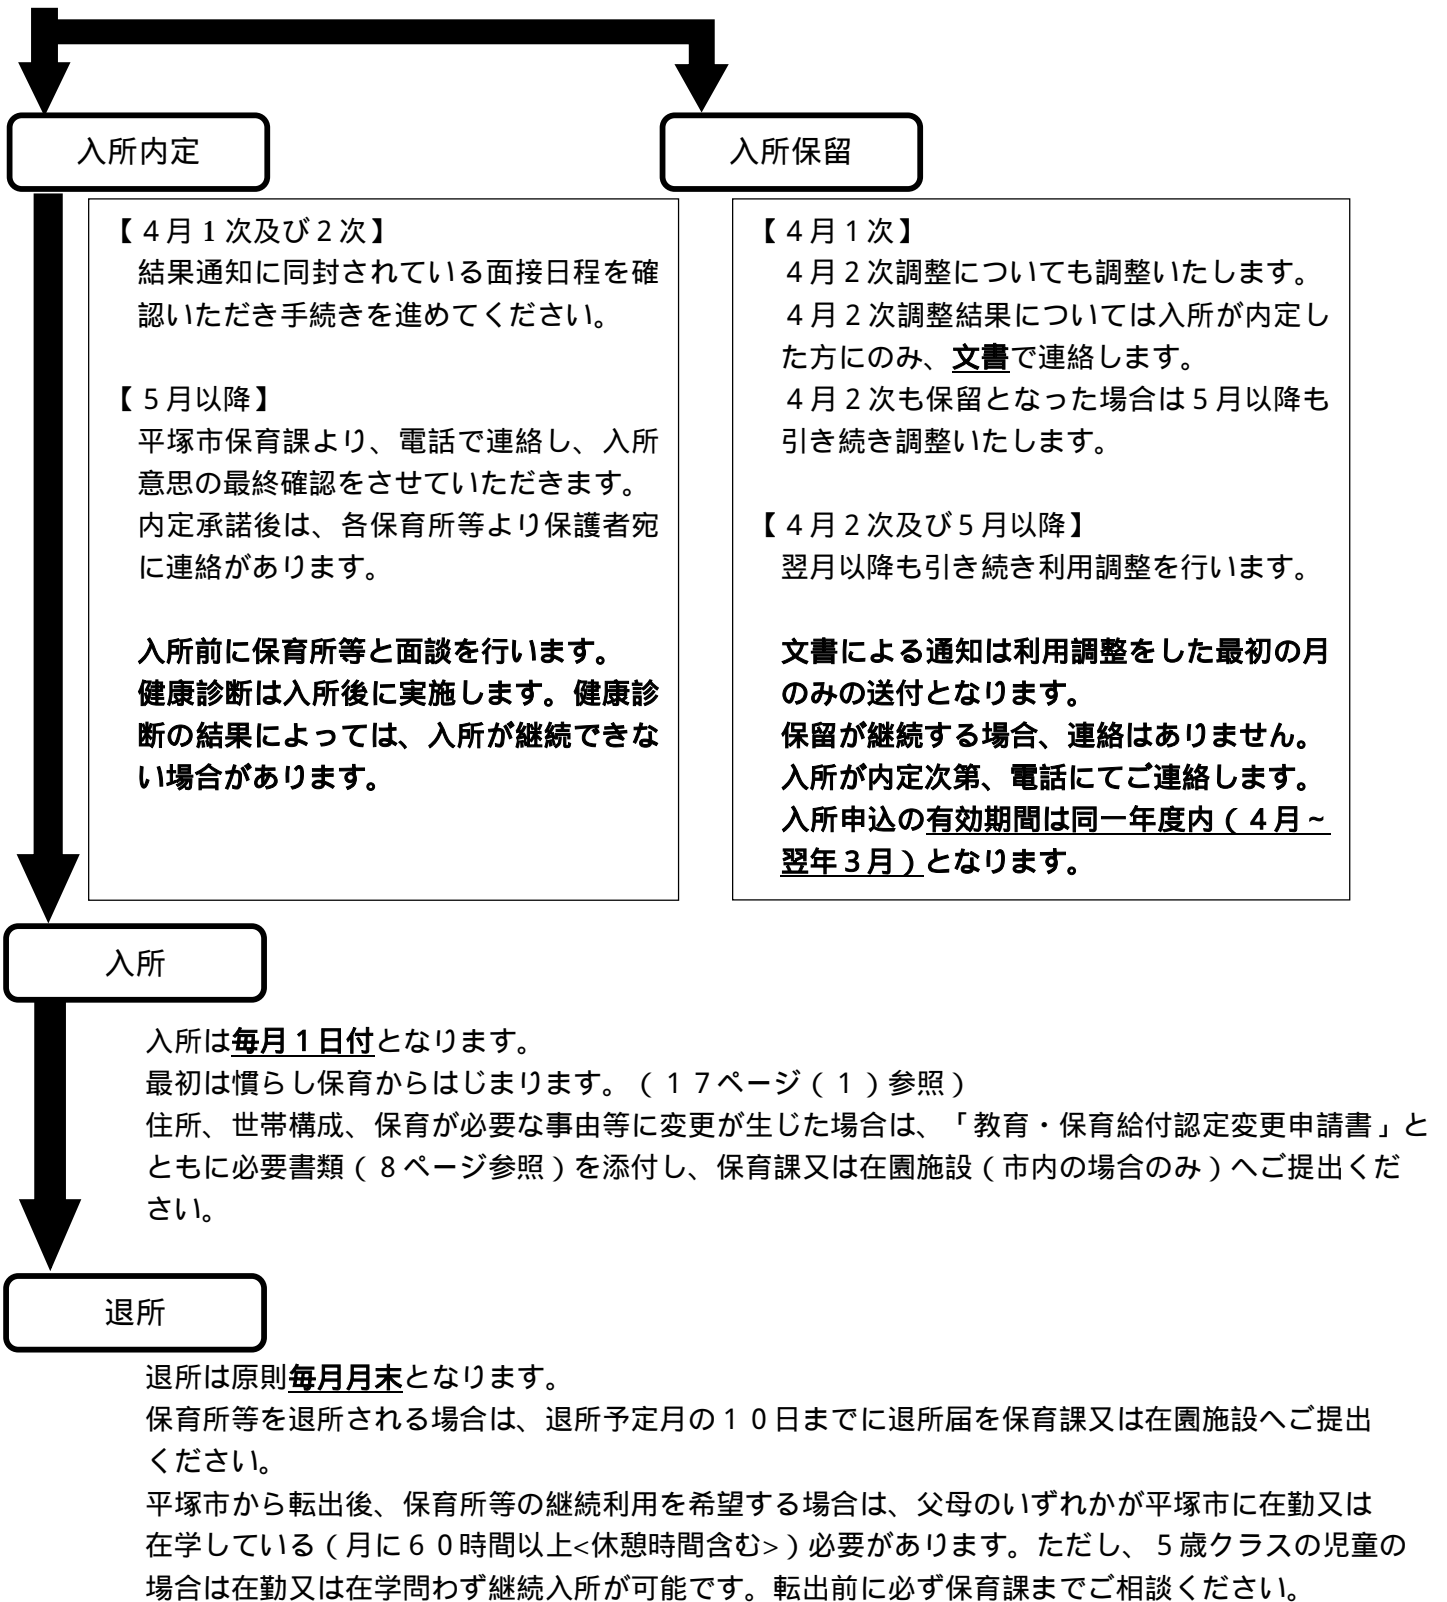 入所内定
入所保留
【４月1次及び２次】
結果通知に同封されている面接日程を確
認いただき手続きを進めてください。
【５月以降】
平塚市保育課より、電話で連絡し、入所
意思の最終確認をさせていただきます。
内定承諾後は、各保育所等より保護者宛
に連絡があります。
入所前に保育所等と面談を行います。
健康診断は入所後に実施します。健康診
断の結果によっては、入所が継続できな
い場合があります。
【４月１次】
４月２次調整についても調整いたします。
４月２次調整結果については入所が内定し
た方にのみ、文書で連絡します。
４月２次も保留となった場合は５月以降も
引き続き調整いたします。
【４月２次及び５月以降】
翌月以降も引き続き利用調整を行います。
文書による通知は利用調整をした最初の月
のみの送付となります。
保留が継続する場合、連絡はありません。
入所が内定次第、電話にてご連絡します。
入所申込の有効期間は同一年度内（４月～
翌年３月）となります。
入所
入所は毎月１日付となります。
最初は慣らし保育からはじまります。（１７ページ（１）参照）
住所、世帯構成、保育が必要な事由等に変更が生じた場合は、「教育・保育給付認定変更申請書」と
ともに必要書類（８ページ参照）を添付し、保育課又は在園施設（市内の場合のみ）へご提出くだ
さい。
退所
退所は原則毎月月末となります。
保育所等を退所される場合は、退所予定月の１０日までに退所届を保育課又は在園施設へご提出
ください。
平塚市から転出後、保育所等の継続利用を希望する場合は、父母のいずれかが平塚市に在勤又は
在学している（月に６０時間以上<休憩時間含む>）必要があります。ただし、５歳クラスの児童の
場合は在勤又は在学問わず継続入所が可能です。転出前に必ず保育課までご相談ください。